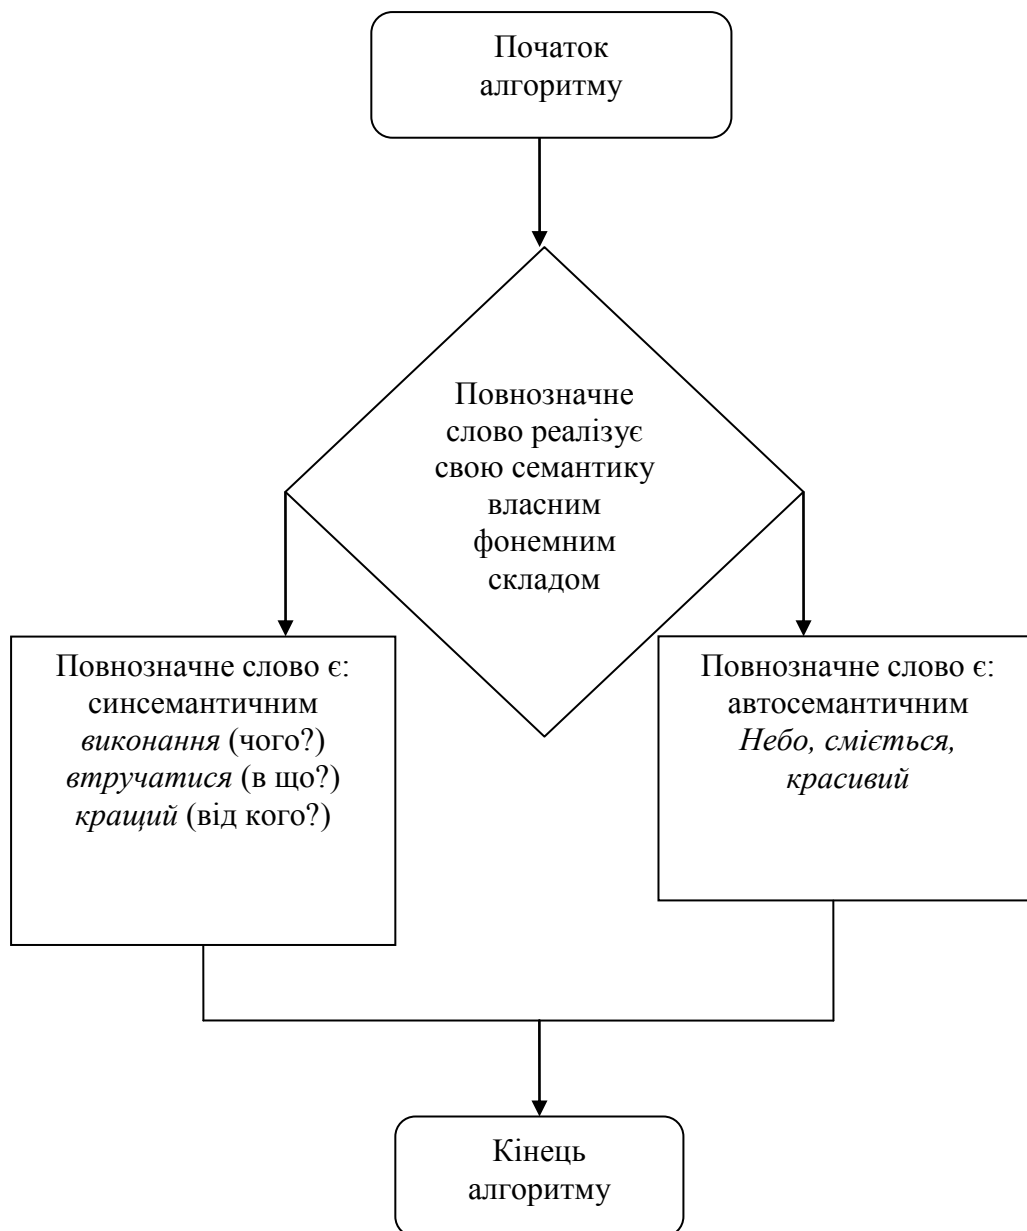 Початок
алгоритму
Повнозначне
слово реалізує
свою семантику
власним
фонемним
складом
Повнозначне слово є:
синсемантичним
виконання (чого?)
втручатися (в що?)
кращий (від кого?)
Повнозначне слово є:
автосемантичним
Небо, сміється,
красивий
Кінець
алгоритму